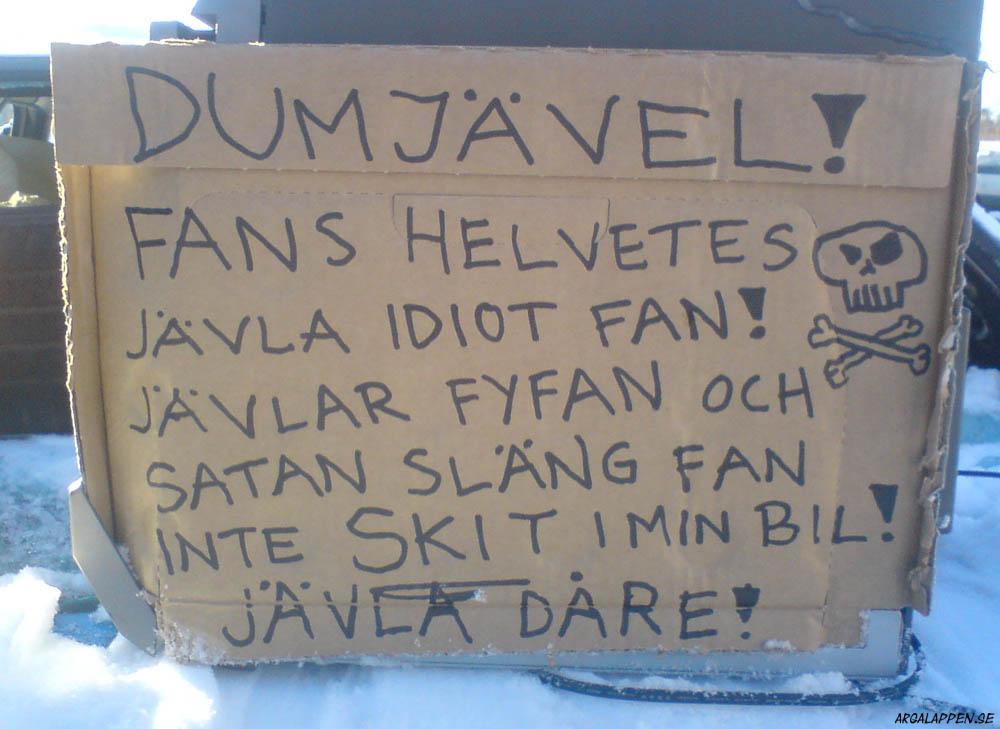 DUMJÄVEL!
FANS HELVETES
JÄVLA IDIOT FAN!
JÄVLAR FYFAN OCH
SATAN SLÄNG FAN
INTE SKIT I MIN BIL!
JÄVLA DÅRE!
ARGALAPPEN.SE